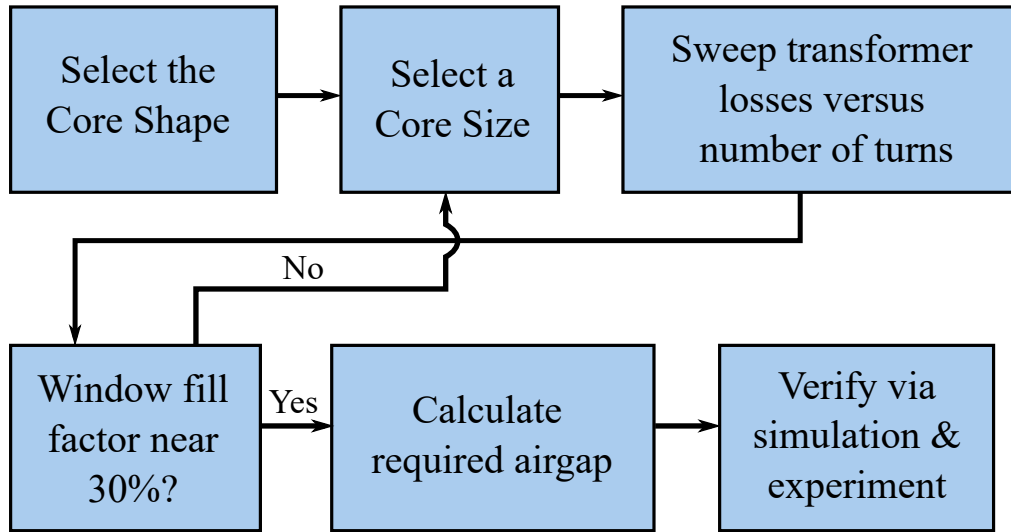 Select the
Core Shape
Select a
Core Size
Sweep transformer
losses versus
number of turns
No
Window fill
factor near
30%?
Yes
Calculate
required airgap
Verify via
simulation &
experiment